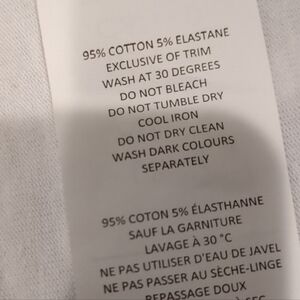 95% COTTON 5% ELASTANE
EXCLUSIVE OF TRIM
WASH AT 30 DEGREES
DO NOT BLEACH
DO NOT TUMBLE DRY
COOL IRON
DO NOT DRY CLEAN
WASH DARK COLOURS
SEPARATELY
95% COTON 5% ÉLASTHANNE
SAUF LA GARNITURE
LAVAGE À 30 °C
NE PAS UTILISER D'EAU DE JAVEL
NE PAS PASSER AU SÈCHE-LINGE
REPASSAGE DOUX